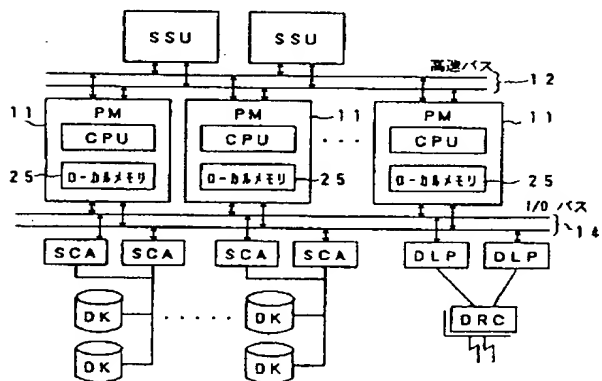 SSU SSU
高速バス 12
11 PM PM 11 PM 11
CPU CPU CPU
25 ローカルメモリ ローカルメモリ 25 ローカルメモリ 25
I/O バス
14
SCA SCA SCA SCA DLP DLP
DK DK DRC
DK DK